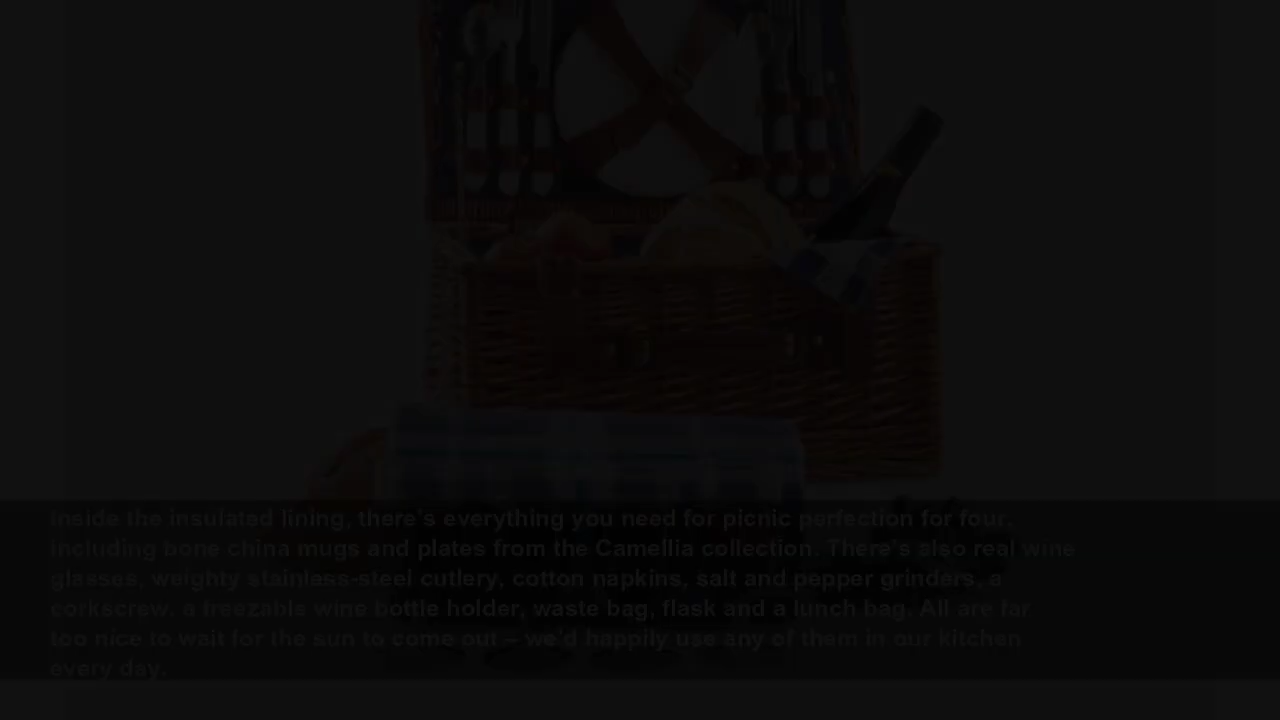 Inside the insulated lining, there's everything you need for picnic perfection for four.
Including bone china mugs and plates from the Camellia collection. There's also real wine
glasses, weighty stainless-steel cutlery, cotton napkins, salt and pepper grinders, a
corkscrew, a freezable wine bottle holder, waste bag, flask and a lunch bag. All are far
too nice to wait for the sun to come out – we'd happily use any of them in our kitchen
every day.